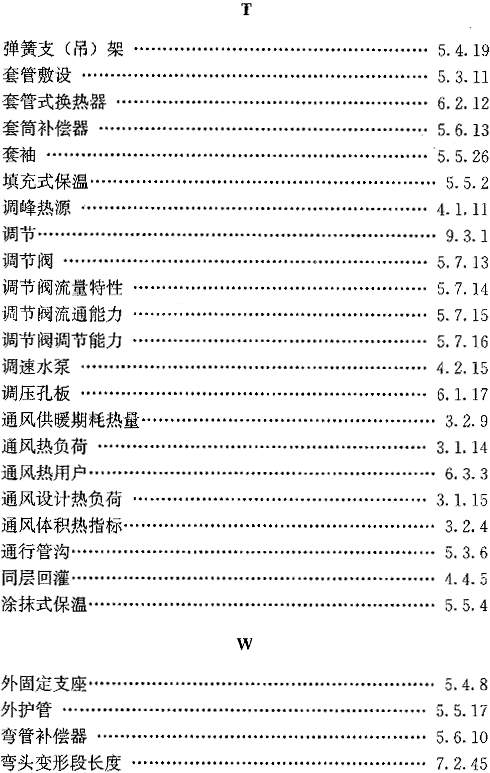 T
弹簧支（吊）架 ………………………………………… 5.4.19
套管敷设 ………………………………………… 5.3.11
套管式换热器 ………………………………………… 6.2.12
套筒补偿器 ………………………………………… 5.6.13
套袖 ………………………………………… 5.5.26
填充式保温………………………………………… 5.5.2
调峰热源 ………………………………………… 4.1.11
调节………………………………………… 9.3.1
调节阀 ………………………………………… 5.7.13
调节阀流量特性 ………………………………………… 5.7.14
调节阀流通能力 ………………………………………… 5.7.15
调节阀调节能力 ………………………………………… 5.7.16
调速水泵 ………………………………………… 4.2.15
调压孔板 ………………………………………… 6.1.17
通风供暖期耗热量………………………………………… 3.2.9
通风热负荷 ………………………………………… 3.1.14
通风热用户………………………………………… 6.3.3
通风设计热负荷 ………………………………………… 3.1.15
通风体积热指标………………………………………… 3.2.4
通行管沟………………………………………… 5.3.6
同层回灌………………………………………… 4.4.5
涂抹式保温………………………………………… 5.5.4
W
外固定支座………………………………………… 5.4.8
外护管 ………………………………………… 5.5.17
弯管补偿器 ………………………………………… 5.6.10
弯头变形段长度 ………………………………………… 7.2.45